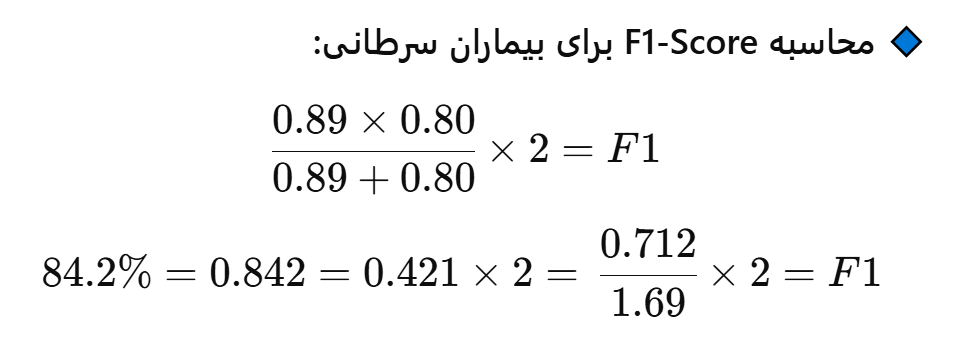 محاسبه F1-Score برای بیماران سرطانی:
F1 = 2 × (0.89 × 0.80) / (0.89 + 0.80)
F1 = 2 × 0.712 / 1.69 = 2 × 0.421 = 0.842 = 84.2%